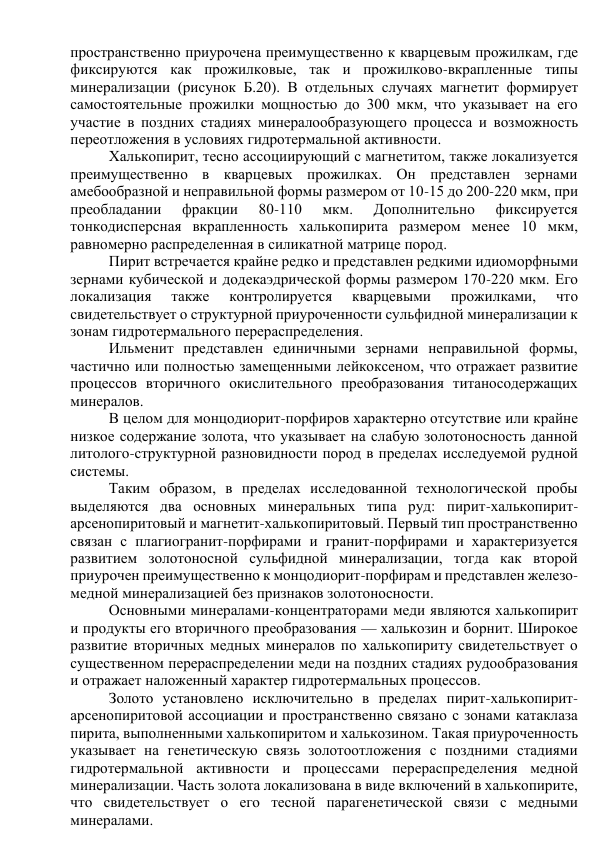 пространственно приурочена преимущественно к кварцевым прожилкам, где
фиксируются как прожилковые, так и прожилково-вкрапленные типы
минерализации (рисунок Б.20). В отдельных случаях магнетит формирует
самостоятельные прожилки мощностью до 300 мкм, что указывает на его
участие в поздних стадиях минералообразующего процесса и возможность
переотложения в условиях гидротермальной активности.
Халькопирит, тесно ассоциирующий с магнетитом, также локализуется
преимущественно в кварцевых прожилках. Он представлен зернами
амебообразной и неправильной формы размером от 10-15 до 200-220 мкм, при
преобладании фракции 80-110 мкм. Дополнительно фиксируется
тонкодисперсная вкрапленность халькопирита размером менее 10 мкм,
равномерно распределенная в силикатной матрице пород.
Пирит встречается крайне редко и представлен редкими идиоморфными
зернами кубической и додекаэдрической формы размером 170-220 мкм. Его
локализация также контролируется кварцевыми прожилками, что
свидетельствует о структурной приуроченности сульфидной минерализации к
зонам гидротермального перераспределения.
Ильменит представлен единичными зернами неправильной формы,
частично или полностью замещенными лейкоксеном, что отражает развитие
процессов вторичного окислительного преобразования титаносодержащих
минералов.
В целом для монцодиорит-порфиров характерно отсутствие или крайне
низкое содержание золота, что указывает на слабую золотоносность данной
литолого-структурной разновидности пород в пределах исследуемой рудной
системы.
Таким образом, в пределах исследованной технологической пробы
выделяются два основных минеральных типа руд: пирит-халькопирит-
арсенопиритовый и магнетит-халькопиритовый. Первый тип пространственно
связан с плагиогранит-порфирами и гранит-порфирами и характеризуется
развитием золотоносной сульфидной минерализации, тогда как второй
приурочен преимущественно к монцодиорит-порфирам и представлен железо-
медной минерализацией без признаков золотоносности.
Основными минералами-концентраторами меди являются халькопирит
и продукты его вторичного преобразования — халькозин и борнит. Широкое
развитие вторичных медных минералов по халькопириту свидетельствует о
существенном перераспределении меди на поздних стадиях рудообразования
и отражает наложенный характер гидротермальных процессов.
Золото установлено исключительно в пределах пирит-халькопирит-
арсенопиритовой ассоциации и пространственно связано с зонами катаклаза
пирита, выполненными халькопиритом и халькозином. Такая приуроченность
указывает на генетическую связь золотоотложения с поздними стадиями
гидротермальной активности и процессами перераспределения медной
минерализации. Часть золота локализована в виде включений в халькопирите,
что свидетельствует о его тесной парагенетической связи с медными
минералами.